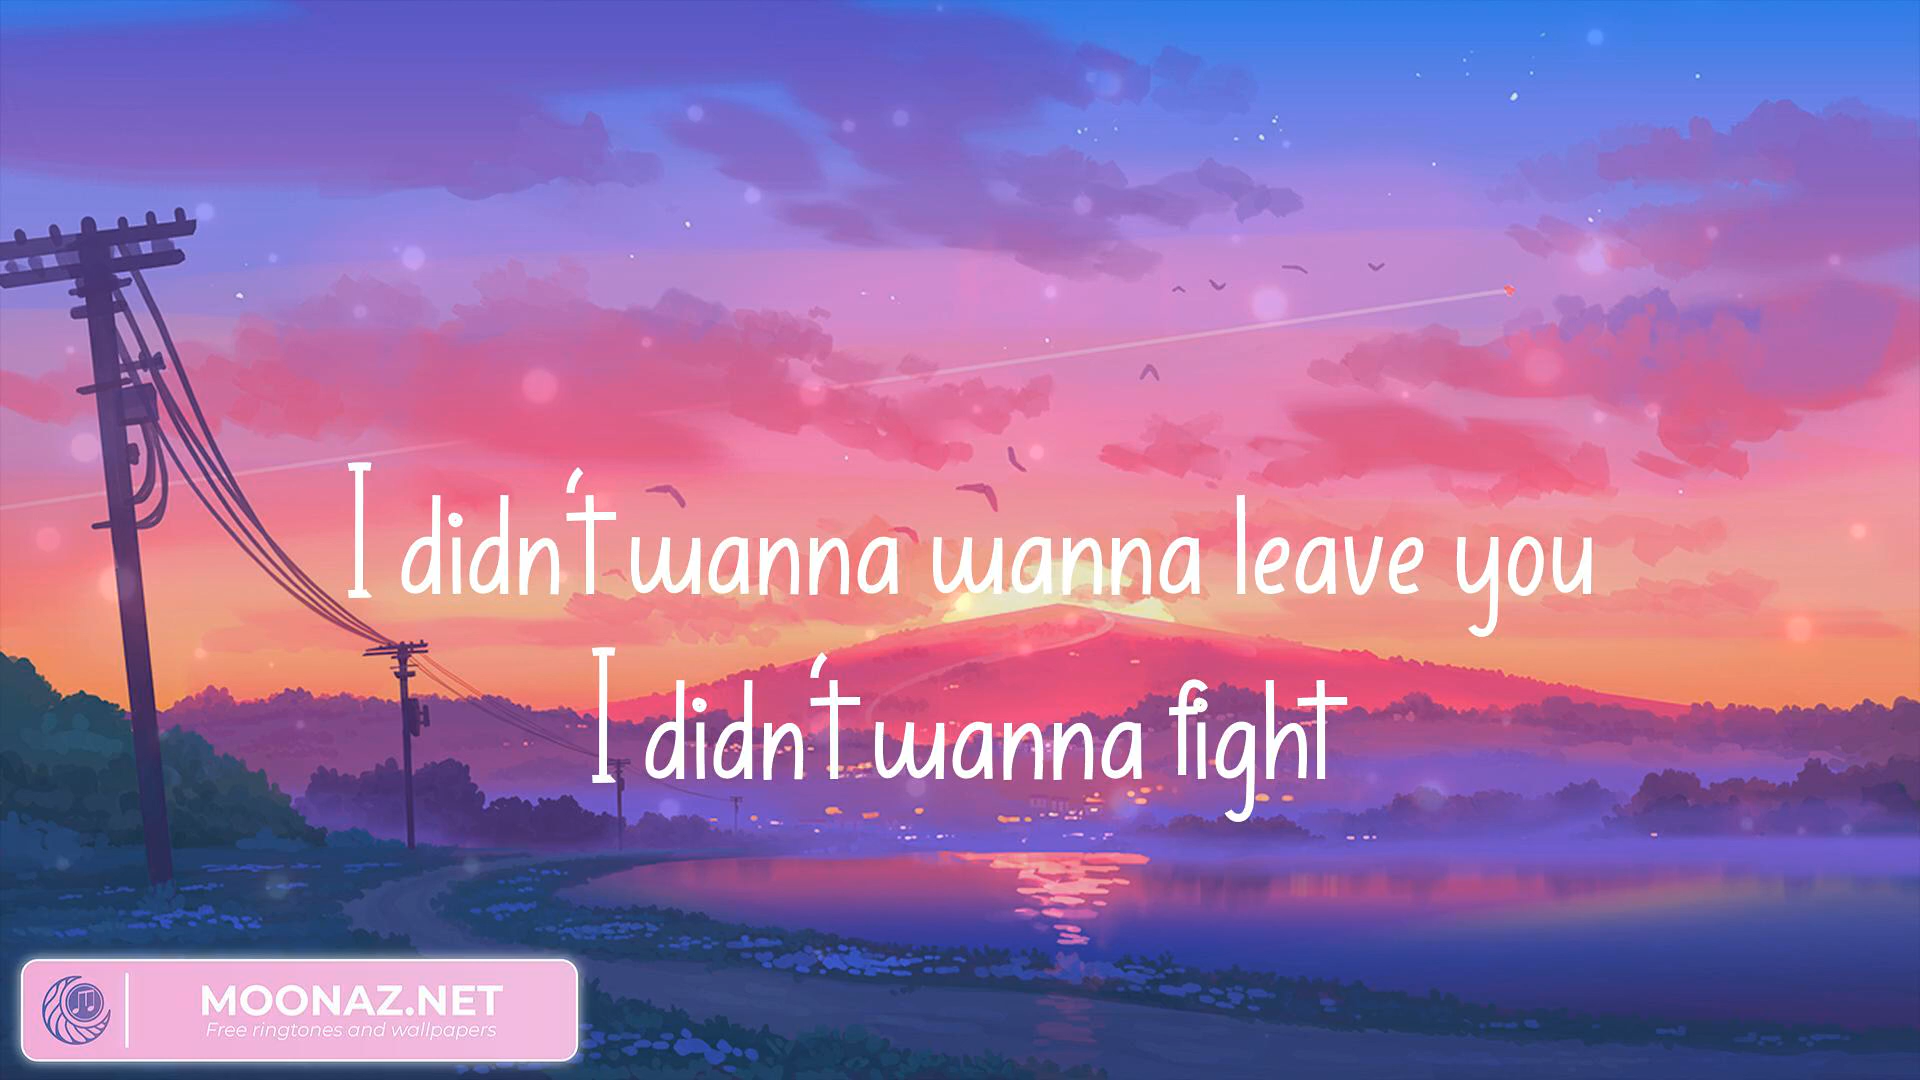 I didn't wanna wanna leave you
I didn't wanna fight
MOONAZ.NET
Free ringtones and wallpapers